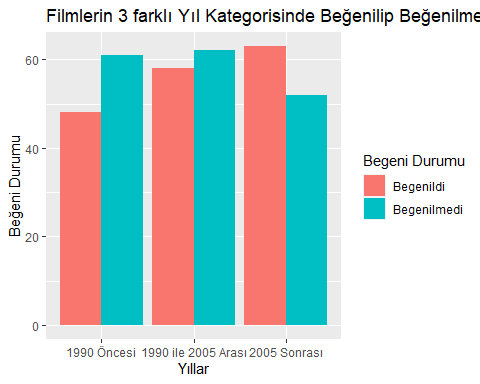 Filmlerin 3 farklı Yıl Kategorisinde Beğenilip Beğenilme
Beğeni Durumu
60
40
20
0
1990 Öncesi 1990 ile 2005 Arası 2005 Sonrası
Yıllar
Begeni Durumu
Begenildi
Begenilmedi